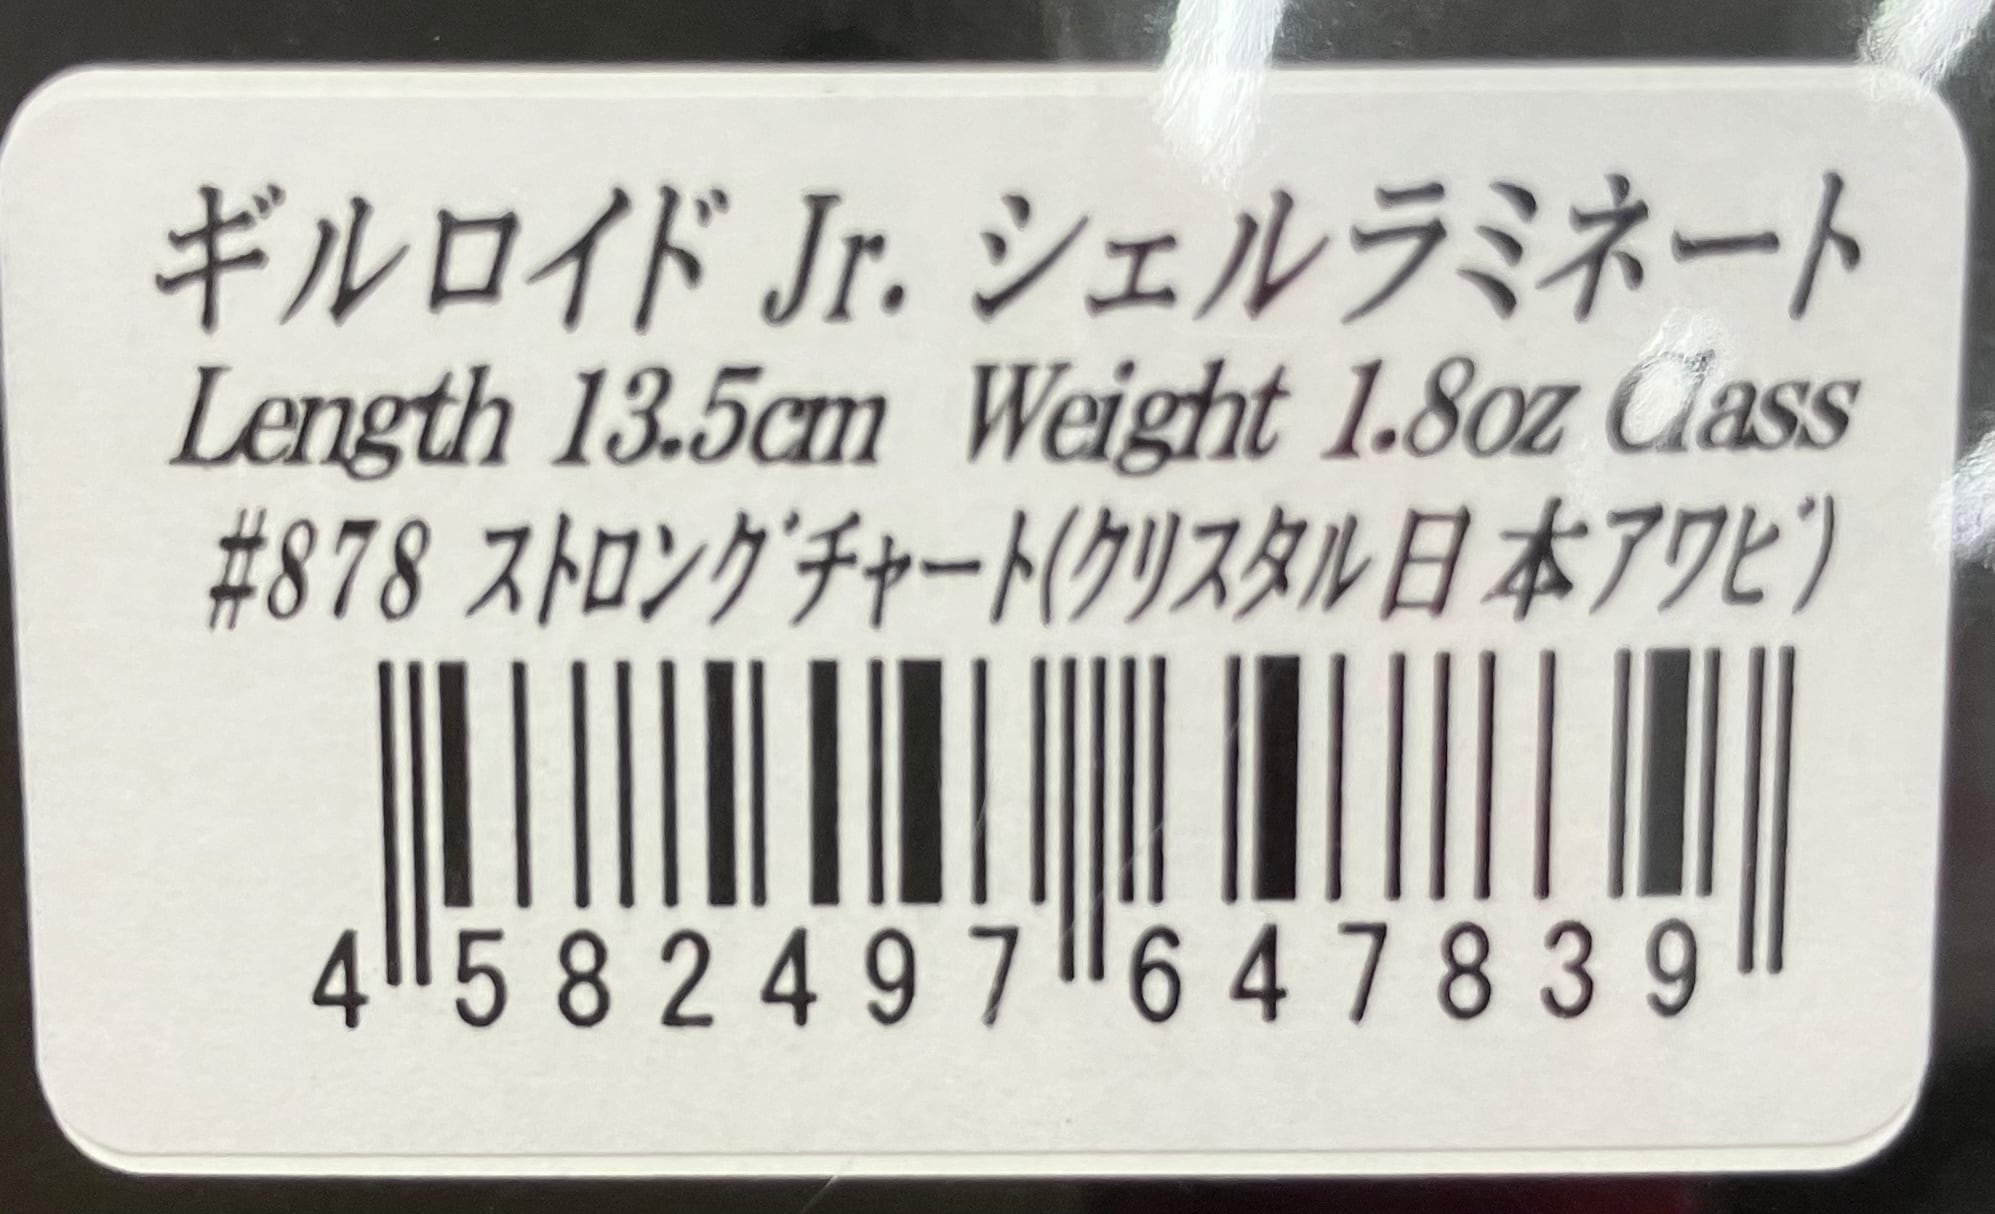 ギルロイド Jr. シェルラミネート
Length 13.5cm Weight 1.8oz Class
#878 ｽﾄﾛﾝｸﾞﾁｬｰﾄ(ｸﾘｽﾀﾙ日本ｱﾜﾋﾞ)
4 582497 647839